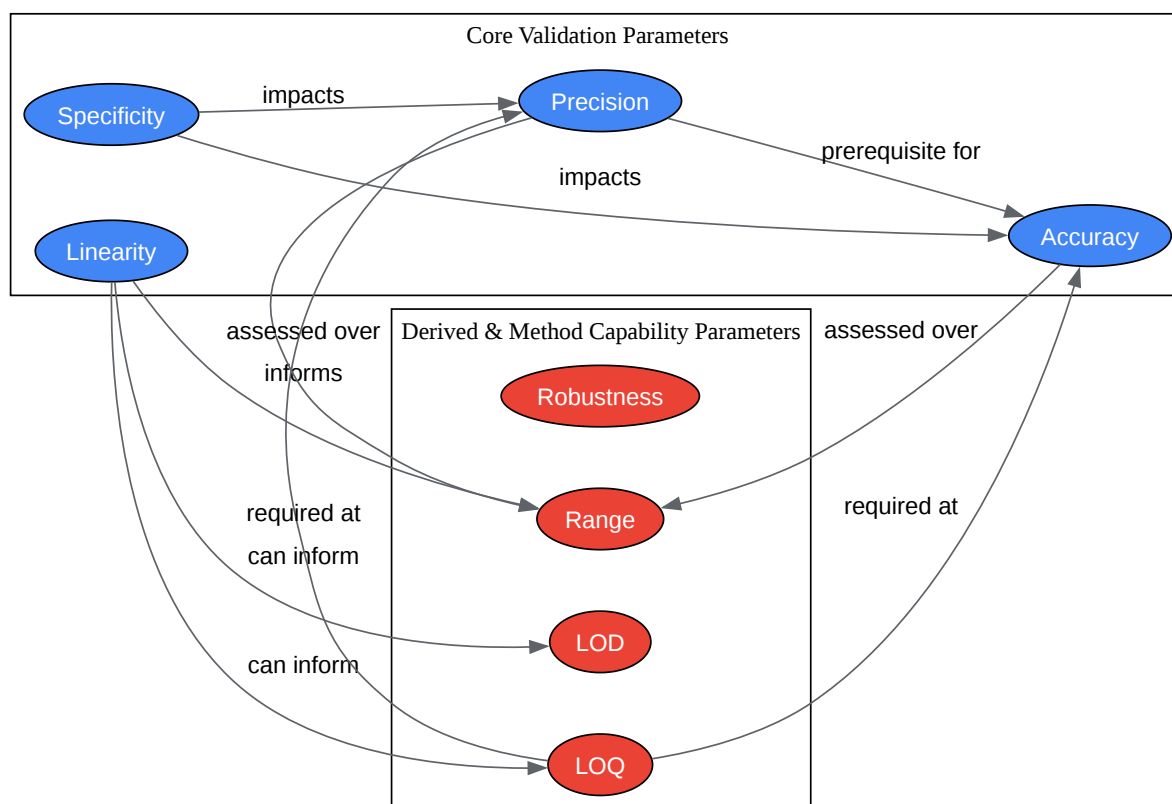 Core Validation Parameters
impacts
Precision
Specificity
prerequisite for
impacts
Accuracy
Linearity
assessed over
Derived & Method Capability Parameters
assessed over
informs
Robustness
required at
Range
required at
can inform
LOD
can inform
LOQ